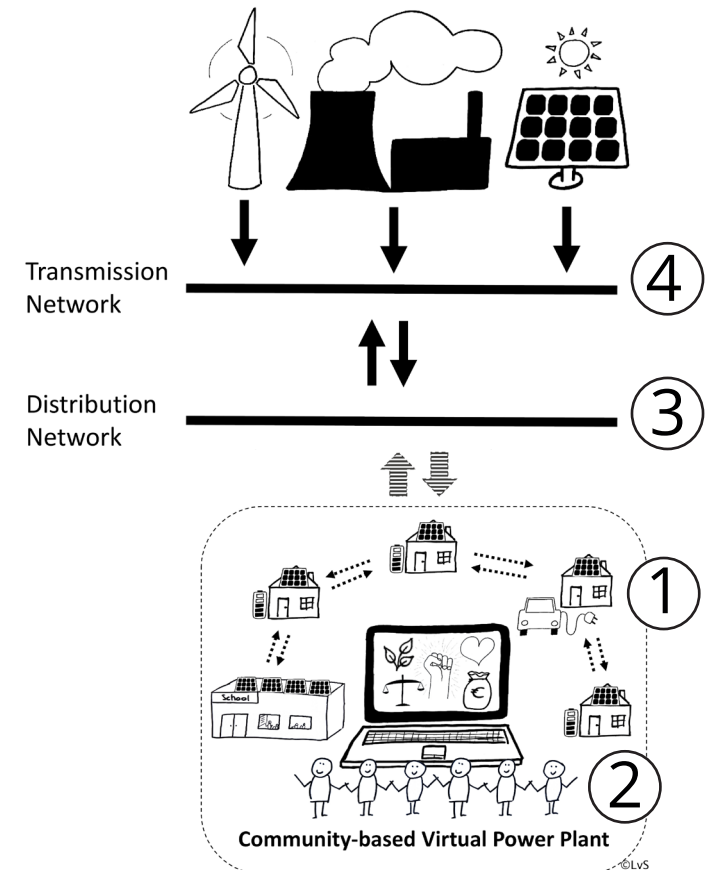 Transmission
Network
4
Distribution
Network
3
1
School
€
2
Community-based Virtual Power Plant
©LvS